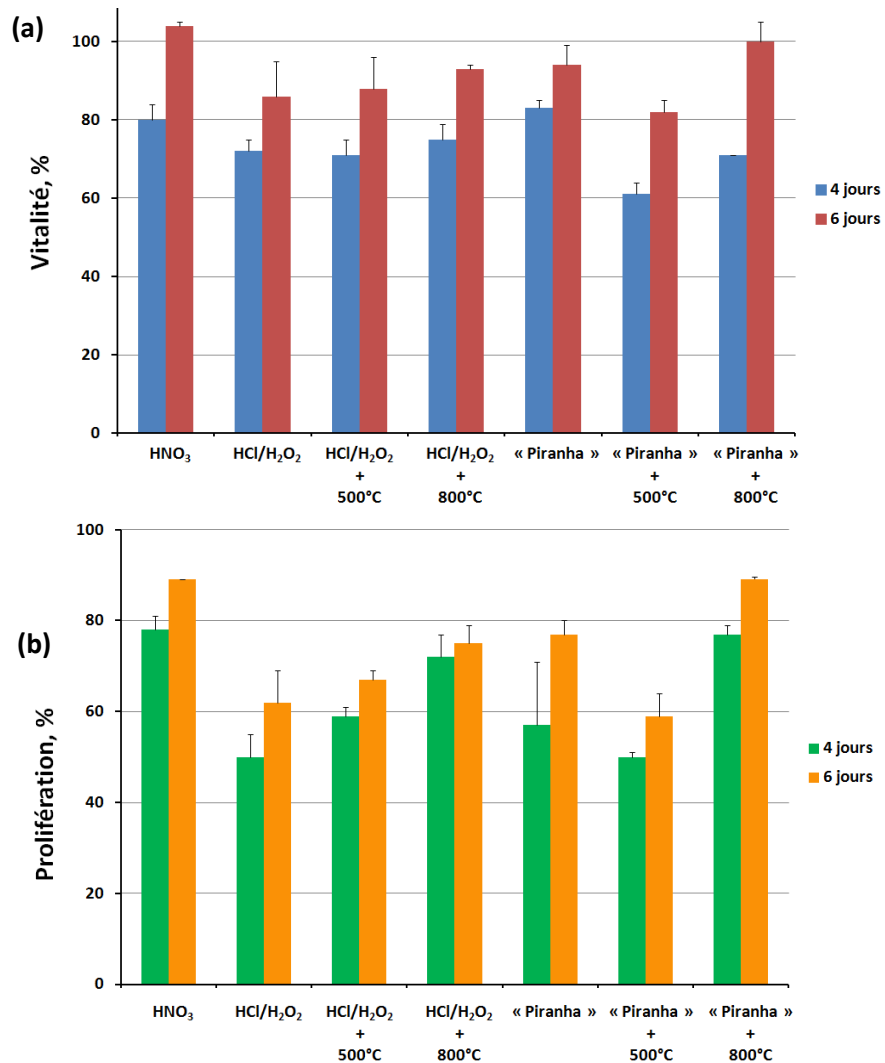 (a)
Vitalité, %
100
80
60
40
20
0
4 jours
6 jours
HNO₃
HCl/H₂O₂
HCl/H₂O₂
+
500°C
HCl/H₂O₂
+
800°C
« Piranha »
« Piranha »
+
500°C
« Piranha »
+
800°C
(b)
Prolifération, %
100
80
60
40
20
0
4 jours
6 jours
HNO₃
HCl/H₂O₂
HCl/H₂O₂
+
500°C
HCl/H₂O₂
+
800°C
« Piranha »
« Piranha »
+
500°C
« Piranha »
+
800°C